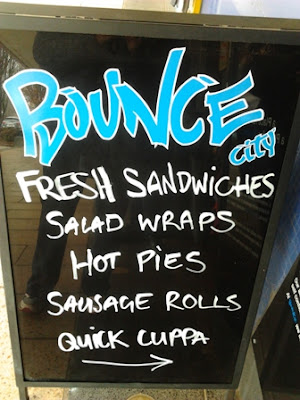 BOUNCE
CITY
FRESH SANDWICHES
SALAD WRAPS
HOT PIES
SAUSAGE ROLLS
QUICK CUPPA